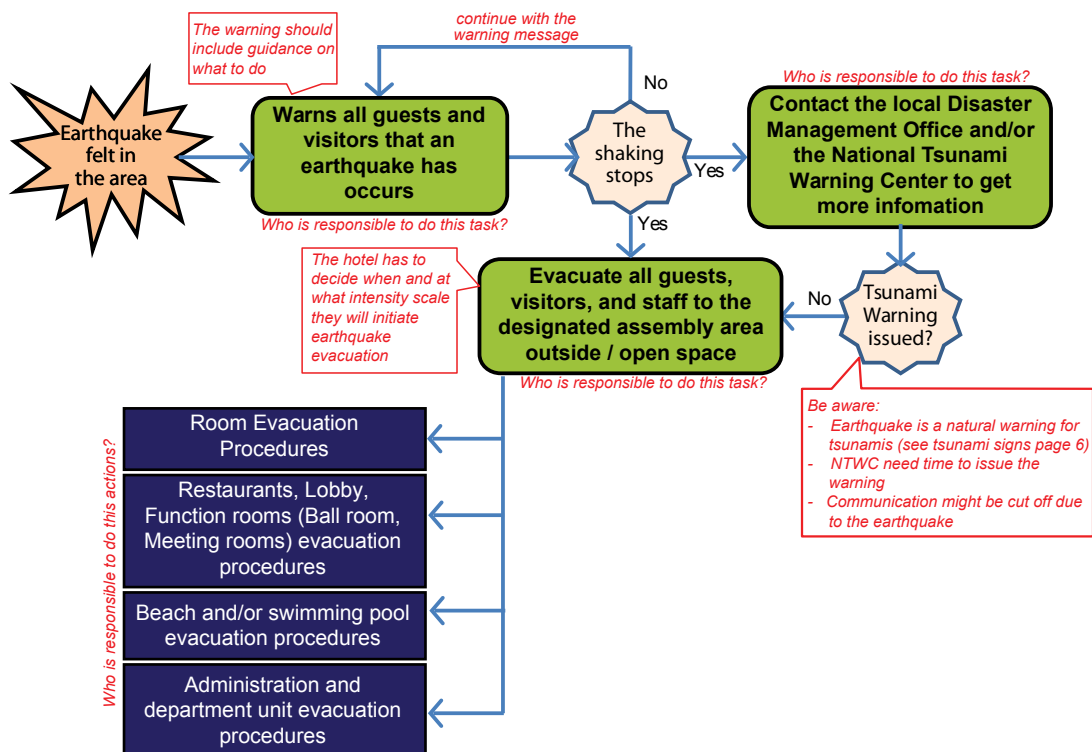 The warning should
include guidance on
what to do
continue with the
warning message
Earthquake
felt in
the area
Warns all guests and
visitors that an
earthquake has
occurs
Who is responsible to do this task?
No
The
shaking
stops
Yes
Yes
Who is responsible to do this task?
Contact the local Disaster
Management Office and/or
the National Tsunami
Warning Center to get
more infomation
The hotel has to
decide when and at
what intensity scale
they will initiate
earthquake
evacuation
Evacuate all guests,
visitors, and staff to the
designated assembly area
outside / open space
Who is responsible to do this task?
No
Tsunami
Warning
issued?
Be aware:
- Earthquake is a natural warning for
tsunamis (see tsunami signs page 6)
- NTWC need time to issue the
warning
- Communication might be cut off due
to the earthquake
Who is responsible to do this actions?
Room Evacuation
Procedures
Restaurants, Lobby,
Function rooms (Ball room,
Meeting rooms) evacuation
procedures
Beach and/or swimming pool
evacuation procedures
Administration and
department unit evacuation
procedures